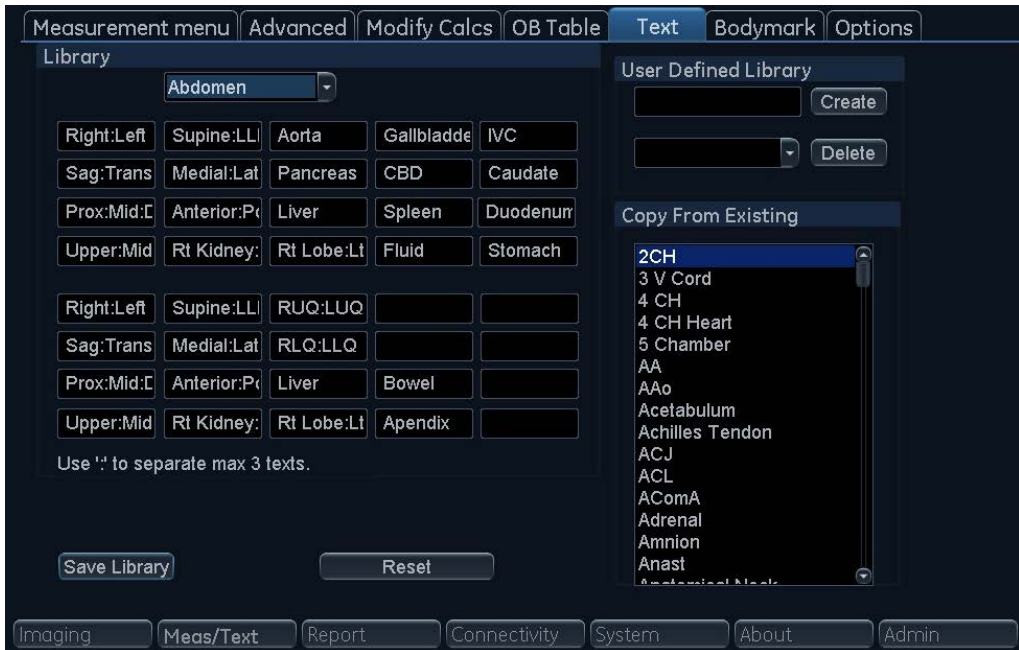 Measurement menu Advanced Modify Calcs OB Table Text Bodymark Options
Library
Abdomen
Right:Left Supine:LLI Aorta Gallbladde IVC
Sag:Trans Medial:Lat Pancreas CBD Caudate
Prox:Mid:D Anterior:Po Liver Spleen Duodenum
Upper:Mid Rt Kidney: Rt Lobe:Lt Fluid Stomach
Right:Left Supine:LLI RUQ:LUQ
Sag:Trans Medial:Lat RLQ:LLQ
Prox:Mid:D Anterior:Po Liver Bowel
Upper:Mid Rt Kidney: Rt Lobe:Lt Apendix
Use ':' to separate max 3 texts.
Save Library Reset
User Defined Library
Create
Delete
Copy From Existing
2CH
3 V Cord
4 CH
4 CH Heart
5 Chamber
AA
AAo
Acetabulum
Achilles Tendon
ACJ
ACL
AComA
Adrenal
Amnion
Anast
Imaging Meas/Text Report Connectivity System About Admin